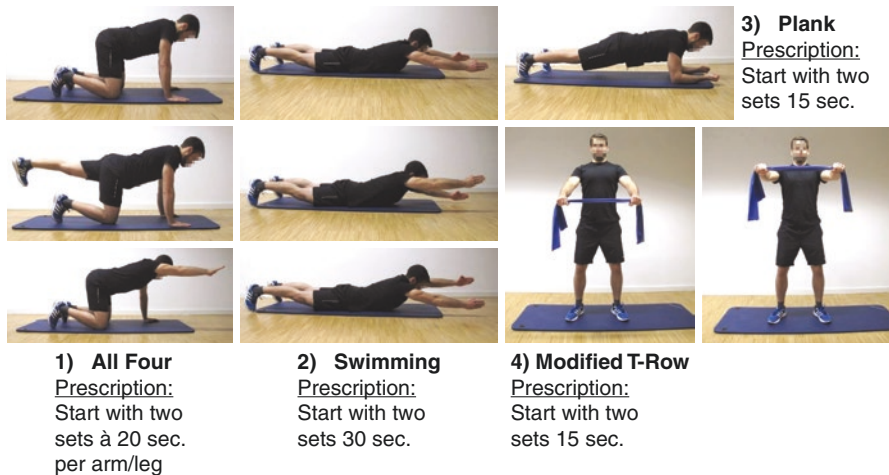 3) Plank
Prescription:
Start with two
sets 15 sec.
1) All Four
Prescription:
Start with two
sets à 20 sec.
per arm/leg
2) Swimming
Prescription:
Start with two
sets 30 sec.
4) Modified T-Row
Prescription:
Start with two
sets 15 sec.